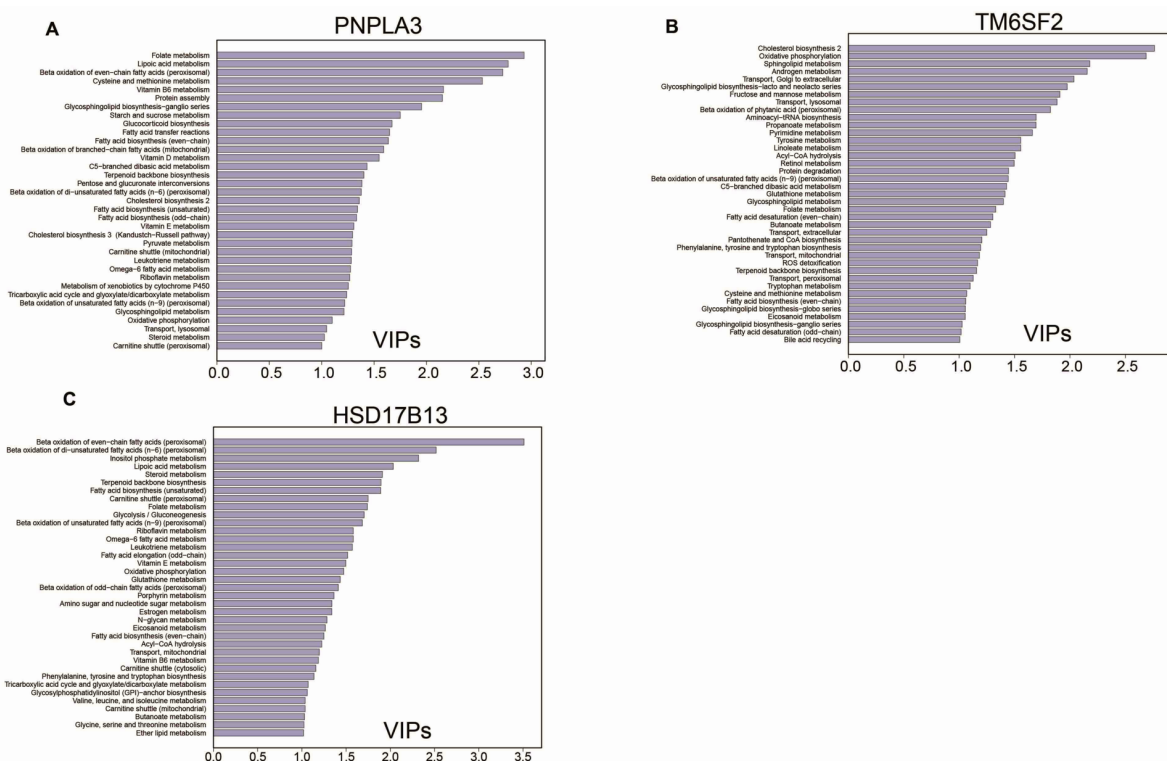 A
PNPLA3
Folate metabolism
Lipoic acid metabolism
Beta oxidation of even−chain fatty acids (peroxisomal)
Cysteine and methionine metabolism
Vitamin B6 metabolism
Protein assembly
Glycosphingolipid biosynthesis−ganglio series
Starch and sucrose metabolism
Glucocorticoid biosynthesis
Fatty acid transfer reactions
Fatty acid biosynthesis (even−chain)
Beta oxidation of branched−chain fatty acids (mitochondrial)
Vitamin D metabolism
C5−branched dibasic acid metabolism
Terpenoid backbone biosynthesis
Pentose and glucuronate interconversions
Beta oxidation of di−unsaturated fatty acids (n−6) (peroxisomal)
Cholesterol biosynthesis 2
Fatty acid biosynthesis (unsaturated)
Fatty acid biosynthesis (odd−chain)
Vitamin E metabolism
Cholesterol biosynthesis 3 (Kandustch−Russell pathway)
Pyruvate metabolism
Carnitine shuttle (mitochondrial)
Leukotriene metabolism
Omega−6 fatty acid metabolism
Riboflavin metabolism
Metabolism of xenobiotics by cytochrome P450
Tricarboxylic acid cycle and glyoxylate/dicarboxylate metabolism
Beta oxidation of unsaturated fatty acids (n−9) (peroxisomal)
Glycosphingolipid metabolism
Oxidative phosphorylation
Transport, lysosomal
Steroid metabolism
Carnitine shuttle (peroxisomal)
VIPs
0.0 0.5 1.0 1.5 2.0 2.5 3.0
B
TM6SF2
Cholesterol biosynthesis 2
Oxidative phosphorylation
Sphingolipid metabolism
Androgen metabolism
Transport, Golgi to extracellular
Glycosphingolipid biosynthesis−lacto and neolacto series
Fructose and mannose metabolism
Transport, lysosomal
Beta oxidation of phytanic acid (peroxisomal)
Aminoacyl−tRNA biosynthesis
Propanoate metabolism
Pyrimidine metabolism
Tyrosine metabolism
Linoleate metabolism
Acyl−CoA hydrolysis
Retinol metabolism
Protein degradation
Beta oxidation of unsaturated fatty acids (n−9) (peroxisomal)
C5−branched dibasic acid metabolism
Glutathione metabolism
Glycosphingolipid metabolism
Folate metabolism
Fatty acid desaturation (even−chain)
Butanoate metabolism
Transport, extracellular
Pantothenate and CoA biosynthesis
Phenylalanine, tyrosine and tryptophan biosynthesis
Transport, mitochondrial
ROS detoxification
Terpenoid backbone biosynthesis
Transport, peroxisomal
Tryptophan metabolism
Cysteine and methionine metabolism
Fatty acid biosynthesis (even−chain)
Glycosphingolipid biosynthesis−globo series
Eicosanoid metabolism
Glycosphingolipid biosynthesis−ganglio series
Fatty acid desaturation (odd−chain)
Bile acid recycling
VIPs
0.0 0.5 1.0 1.5 2.0 2.5
C
HSD17B13
Beta oxidation of even−chain fatty acids (peroxisomal)
Beta oxidation of di−unsaturated fatty acids (n−6) (peroxisomal)
Inositol phosphate metabolism
Lipoic acid metabolism
Steroid metabolism
Terpenoid backbone biosynthesis
Fatty acid biosynthesis (unsaturated)
Carnitine shuttle (peroxisomal)
Folate metabolism
Glycolysis / Gluconeogenesis
Beta oxidation of unsaturated fatty acids (n−9) (peroxisomal)
Riboflavin metabolism
Omega−6 fatty acid metabolism
Leukotriene metabolism
Fatty acid elongation (odd−chain)
Vitamin E metabolism
Oxidative phosphorylation
Glutathione metabolism
Beta oxidation of odd−chain fatty acids (peroxisomal)
Porphyrin metabolism
Amino sugar and nucleotide sugar metabolism
Estrogen metabolism
N−glycan metabolism
Eicosanoid metabolism
Fatty acid biosynthesis (even−chain)
Acyl−CoA hydrolysis
Transport, mitochondrial
Vitamin B6 metabolism
Carnitine shuttle (cytosolic)
Phenylalanine, tyrosine and tryptophan biosynthesis
Tricarboxylic acid cycle and glyoxylate/dicarboxylate metabolism
Glycosylphosphatidylinositol (GPI)−anchor biosynthesis
Valine, leucine, and isoleucine metabolism
Carnitine shuttle (mitochondrial)
Butanoate metabolism
Glycine, serine and threonine metabolism
Ether lipid metabolism
VIPs
0.0 0.5 1.0 1.5 2.0 2.5 3.0 3.5